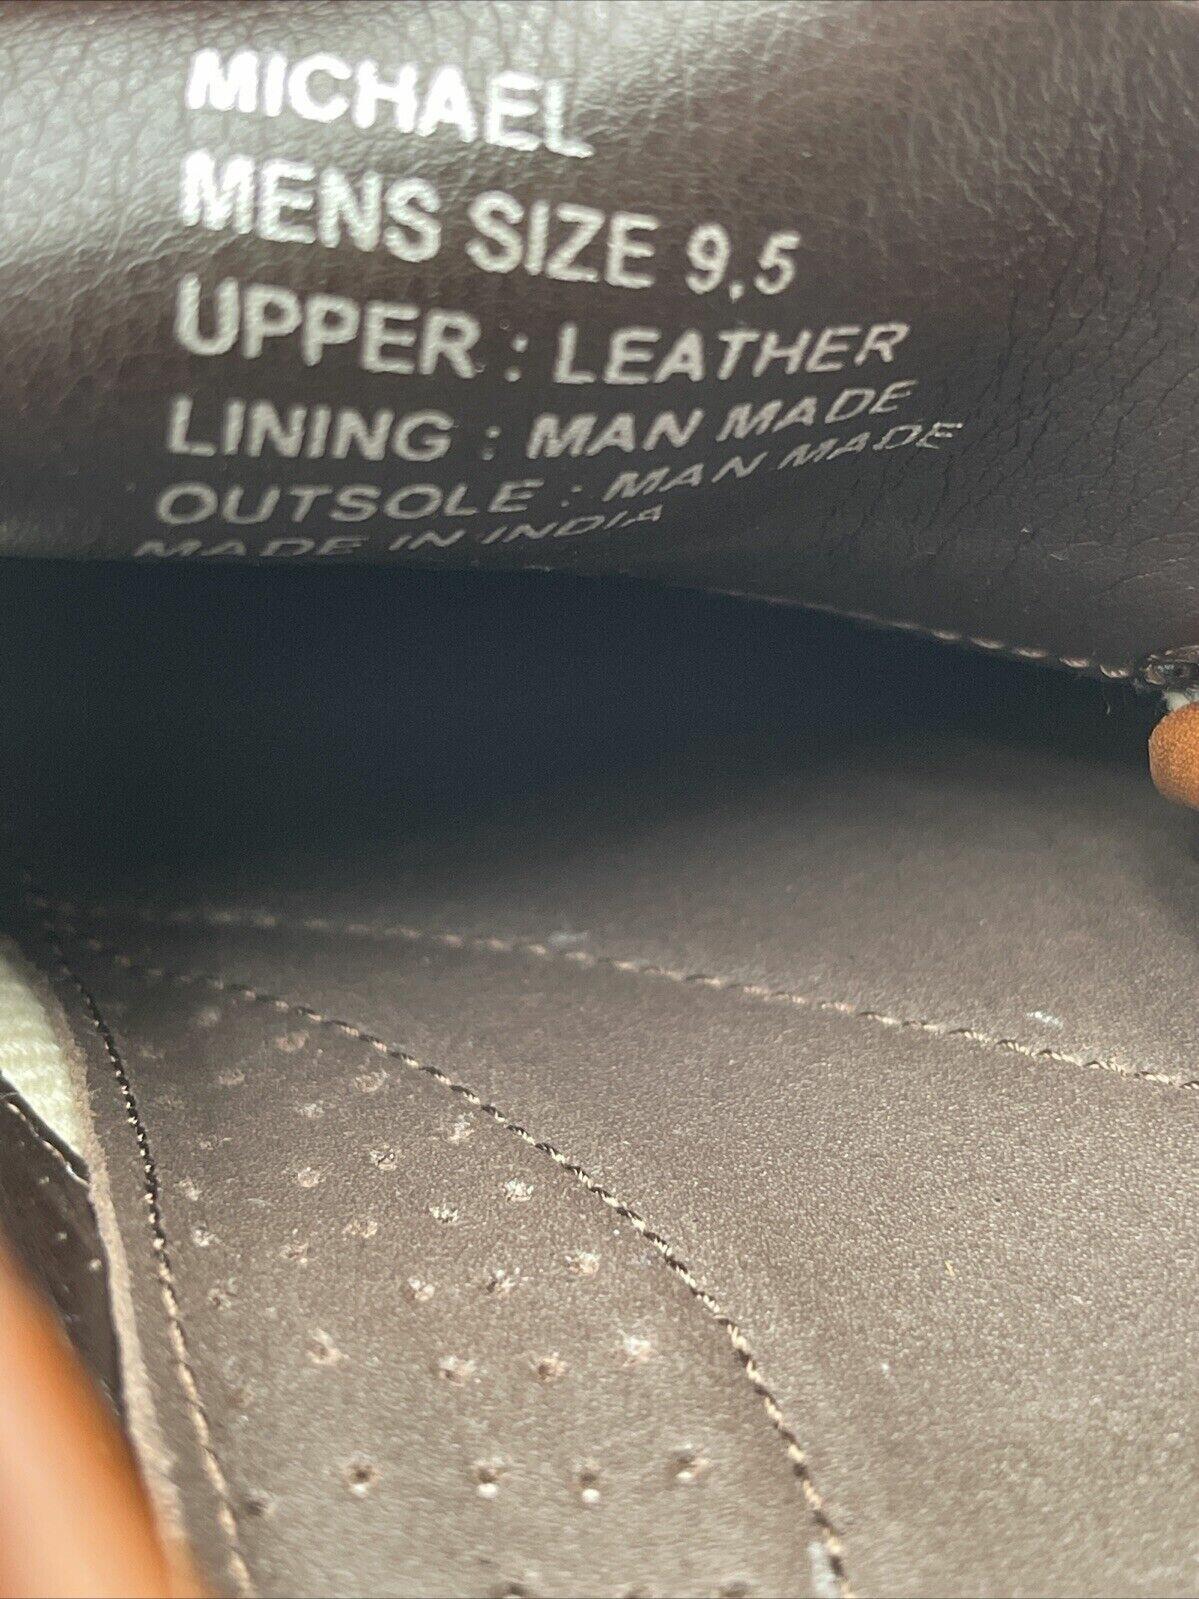 MICHAEL
MENS SIZE 9,5
UPPER : LEATHER
LINING : MAN MADE
OUTSOLE : MAN MADE
MADE IN INDIA